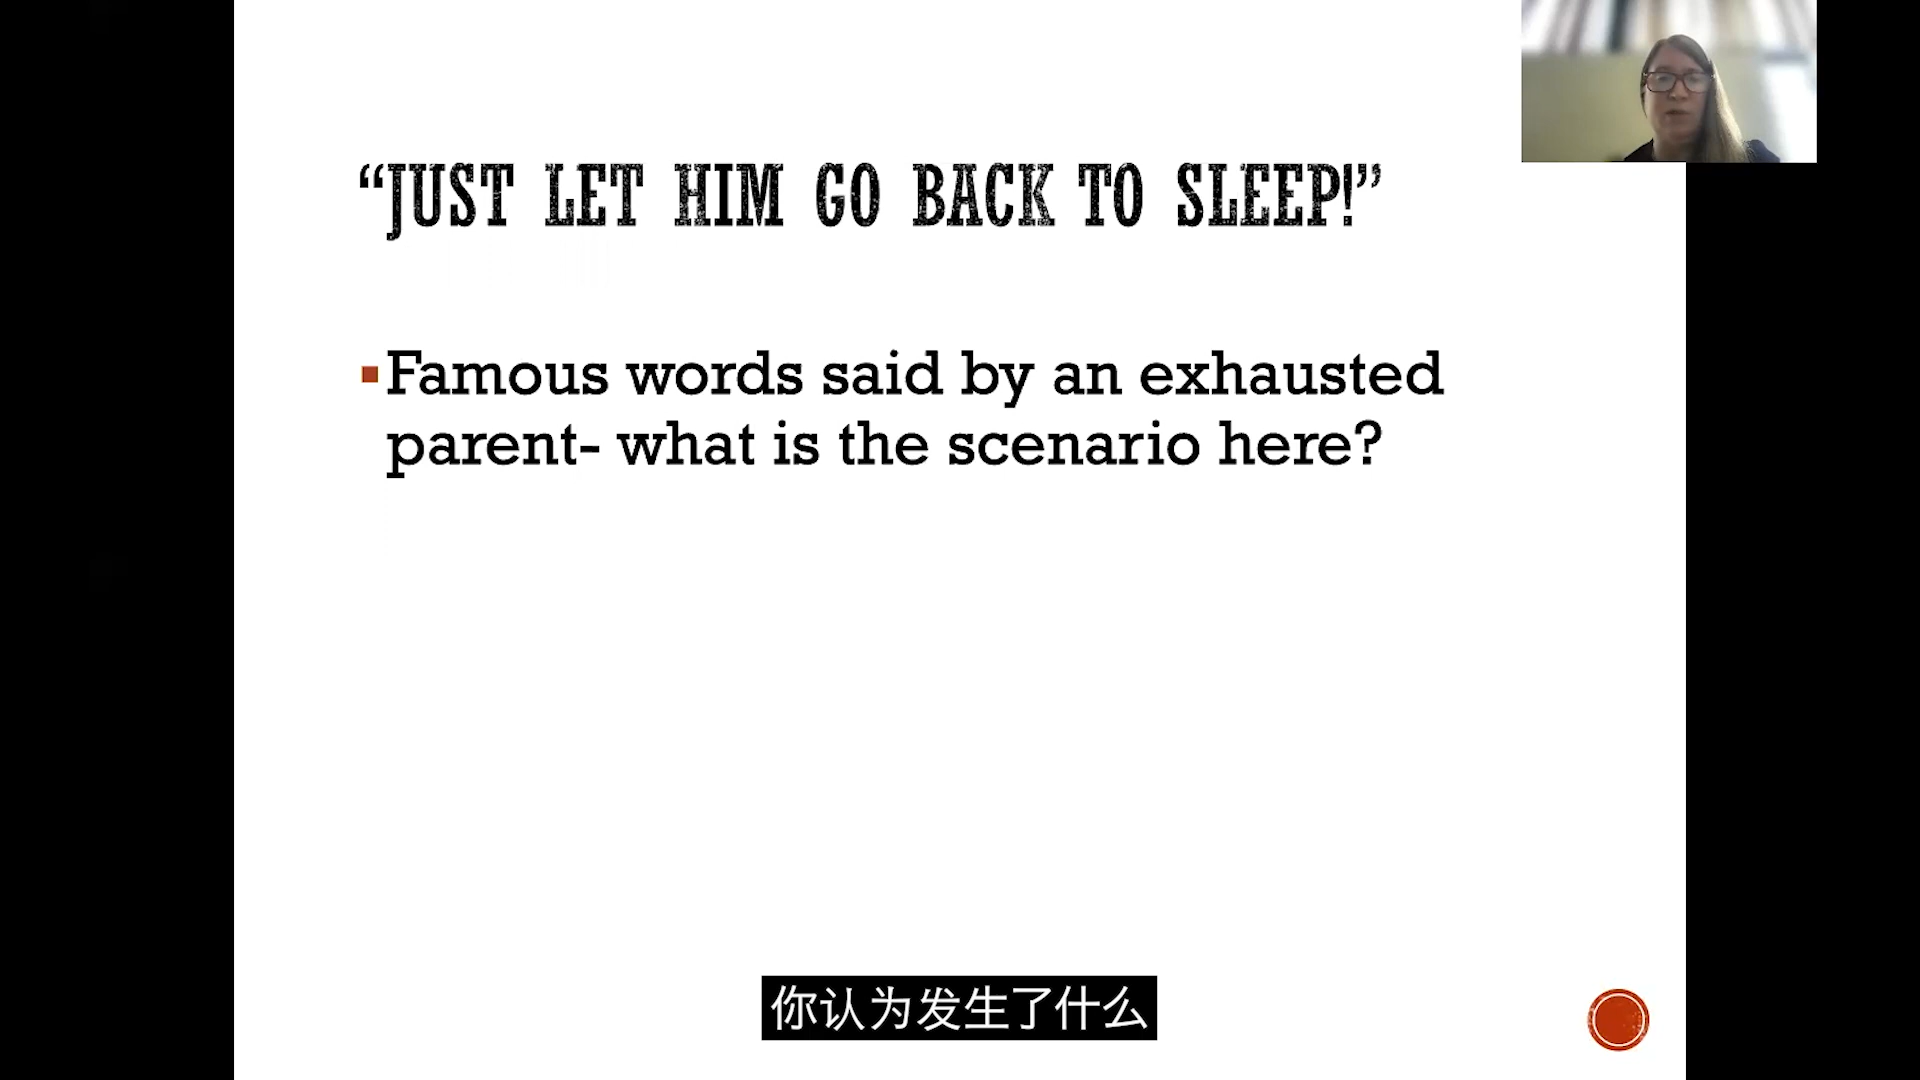 “JUST LET HIM GO BACK TO SLEEP!”
▪Famous words said by an exhausted
parent- what is the scenario here?
你认为发生了什么